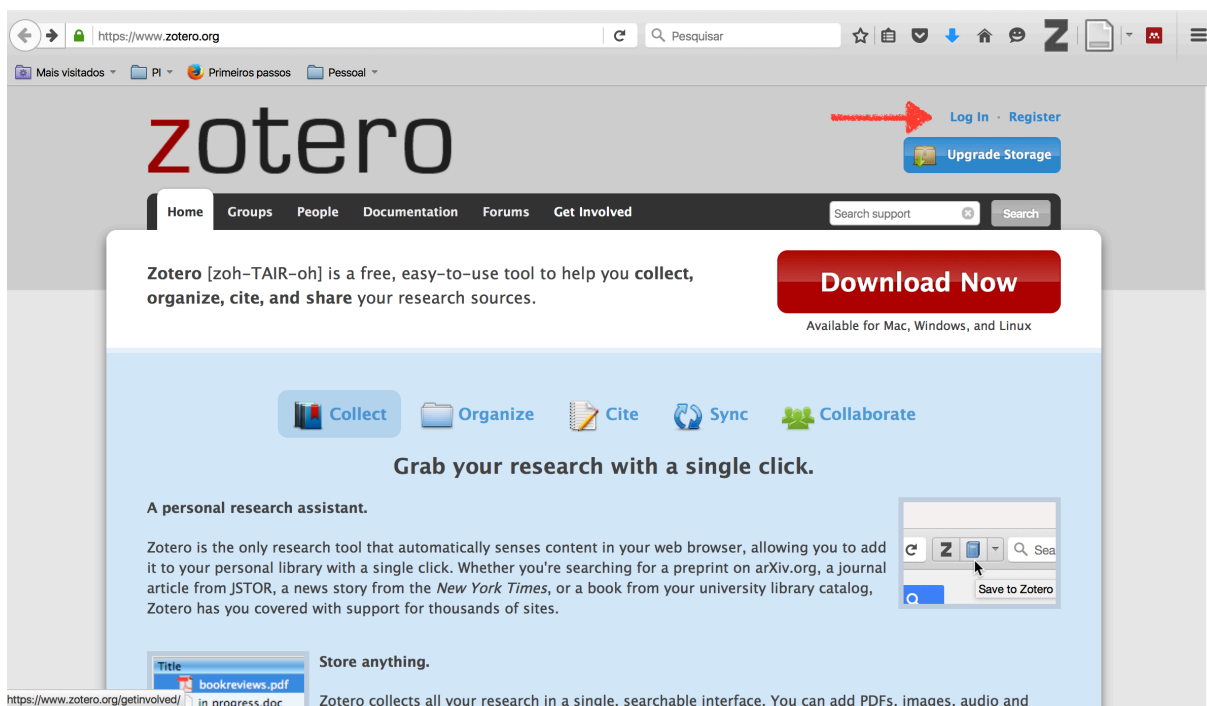 https://www.zotero.org
Pesquisar
Z
Mais visitados
PI
Primeiros passos
Pessoal
zotero
Log In · Register
Upgrade Storage
Home Groups People Documentation Forums Get Involved
Search support
Search
Zotero [zoh-TAIR-oh] is a free, easy-to-use tool to help you collect,
organize, cite, and share your research sources.
Download Now
Available for Mac, Windows, and Linux
Collect Organize Cite Sync Collaborate
Grab your research with a single click.
A personal research assistant.
Zotero is the only research tool that automatically senses content in your web browser, allowing you to add
it to your personal library with a single click. Whether you're searching for a preprint on arXiv.org, a journal
article from JSTOR, a news story from the New York Times, or a book from your university library catalog,
Zotero has you covered with support for thousands of sites.
Z
Sea
Save to Zotero
Title
bookreviews.pdf
in progress.doc
Store anything.
Zotero collects all your research in a single, searchable interface. You can add PDFs, images, audio and
https://www.zotero.org/getinvolved/